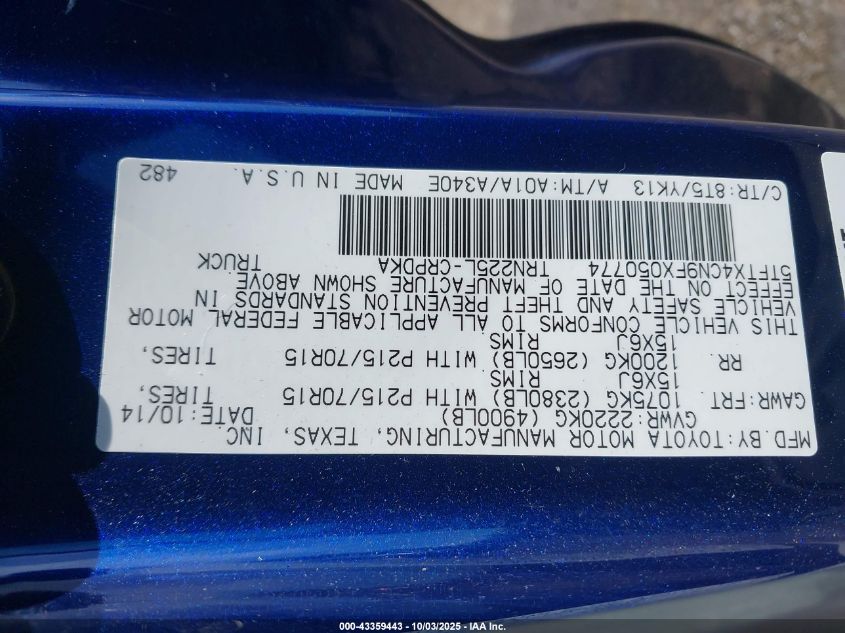 MFD.BY:TOYOTA MOTOR MANUFACTURING, TEXAS, INC.
GVWR:2220KG (4900LB) DATE:10/14
GAWR:FRT. 1075KG (2380LB) WITH P215/70R15 TIRES,
15X6J RIMS
RR. 1200KG (2650LB) WITH P215/70R15 TIRES,
15X6J RIMS
THIS VEHICLE CONFORMS TO ALL APPLICABLE FEDERAL MOTOR
VEHICLE SAFETY AND THEFT PREVENTION STANDARDS IN
EFFECT ON THE DATE OF MANUFACTURE SHOWN ABOVE
5TFTX4CN9FX050774 TRN225L-CRPDKA TRUCK
C/TR:8T5/YK13 A/TM:A01A/A340E MADE IN U.S.A. 482
000-43359443 - 10/03/2025 - IAA Inc.